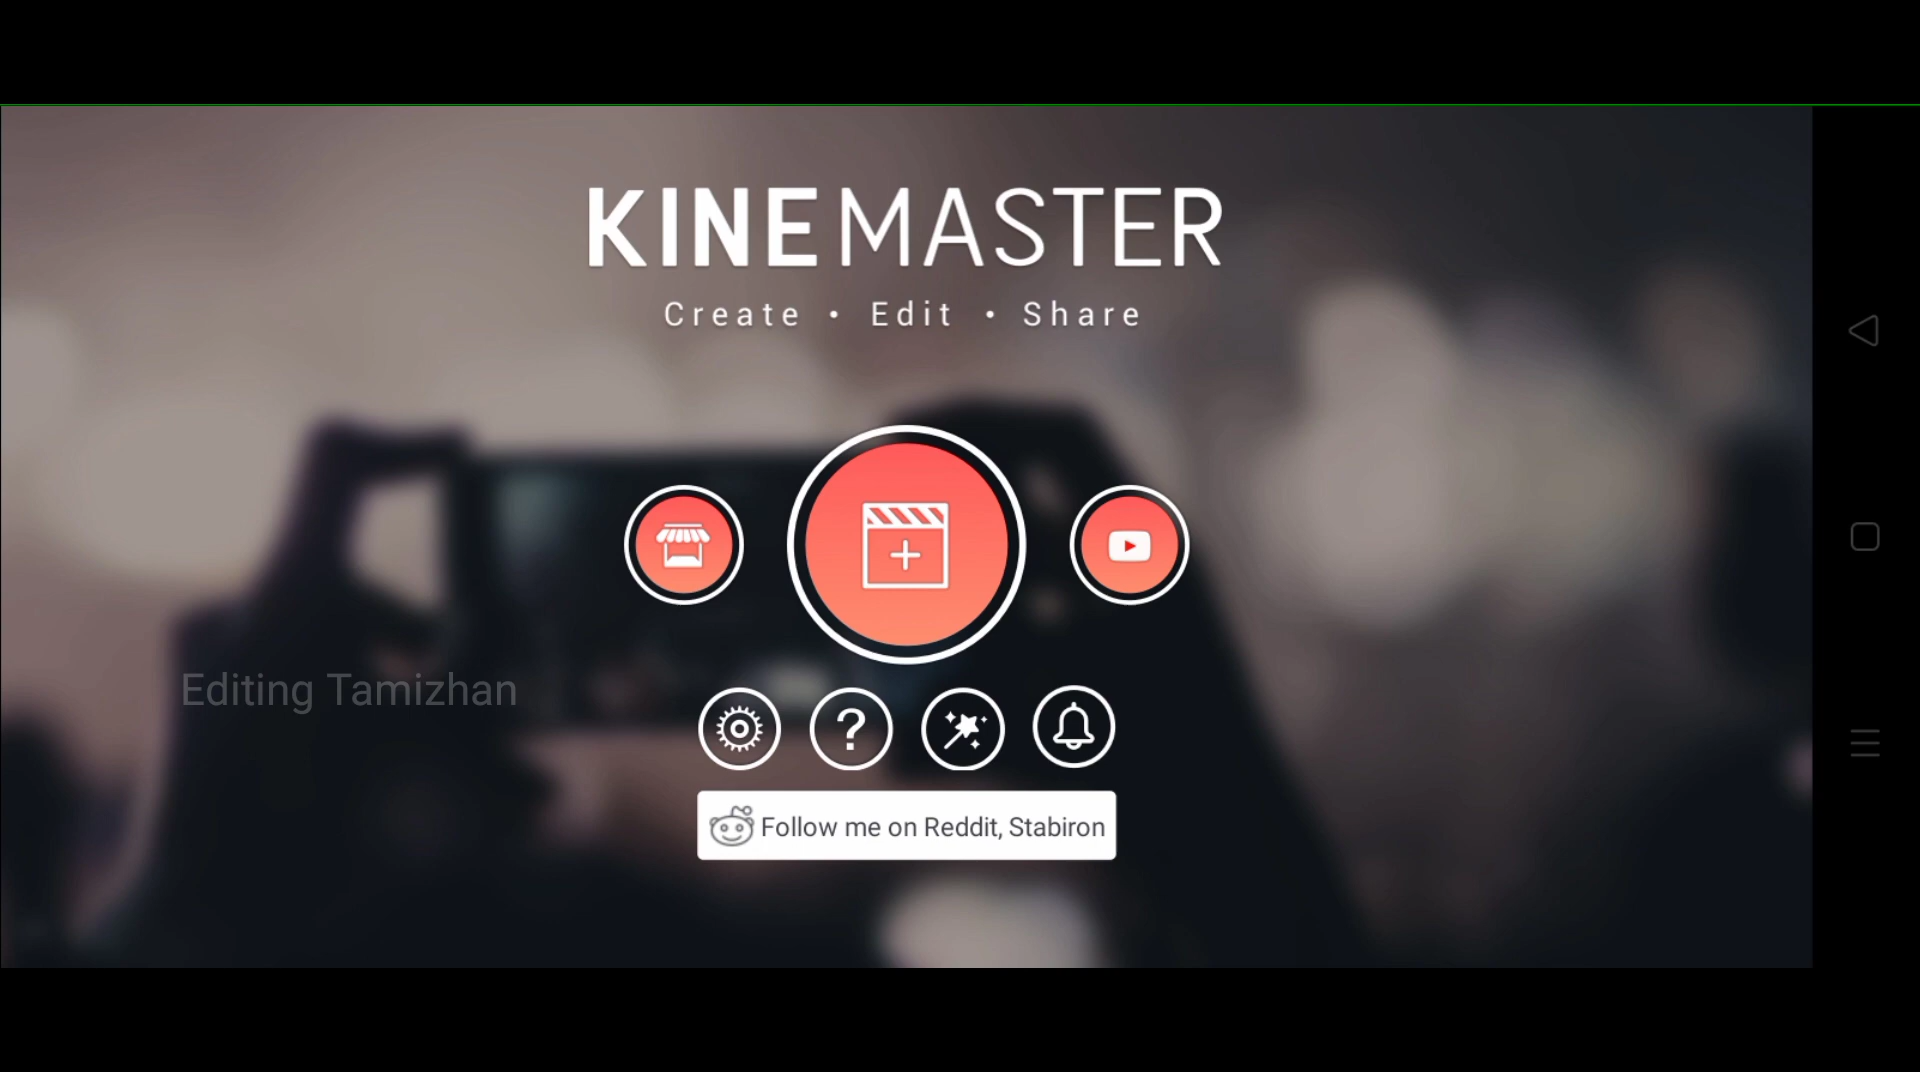 KINEMASTER
Create • Edit • Share
Editing Tamizhan
Follow me on Reddit, Stabiron